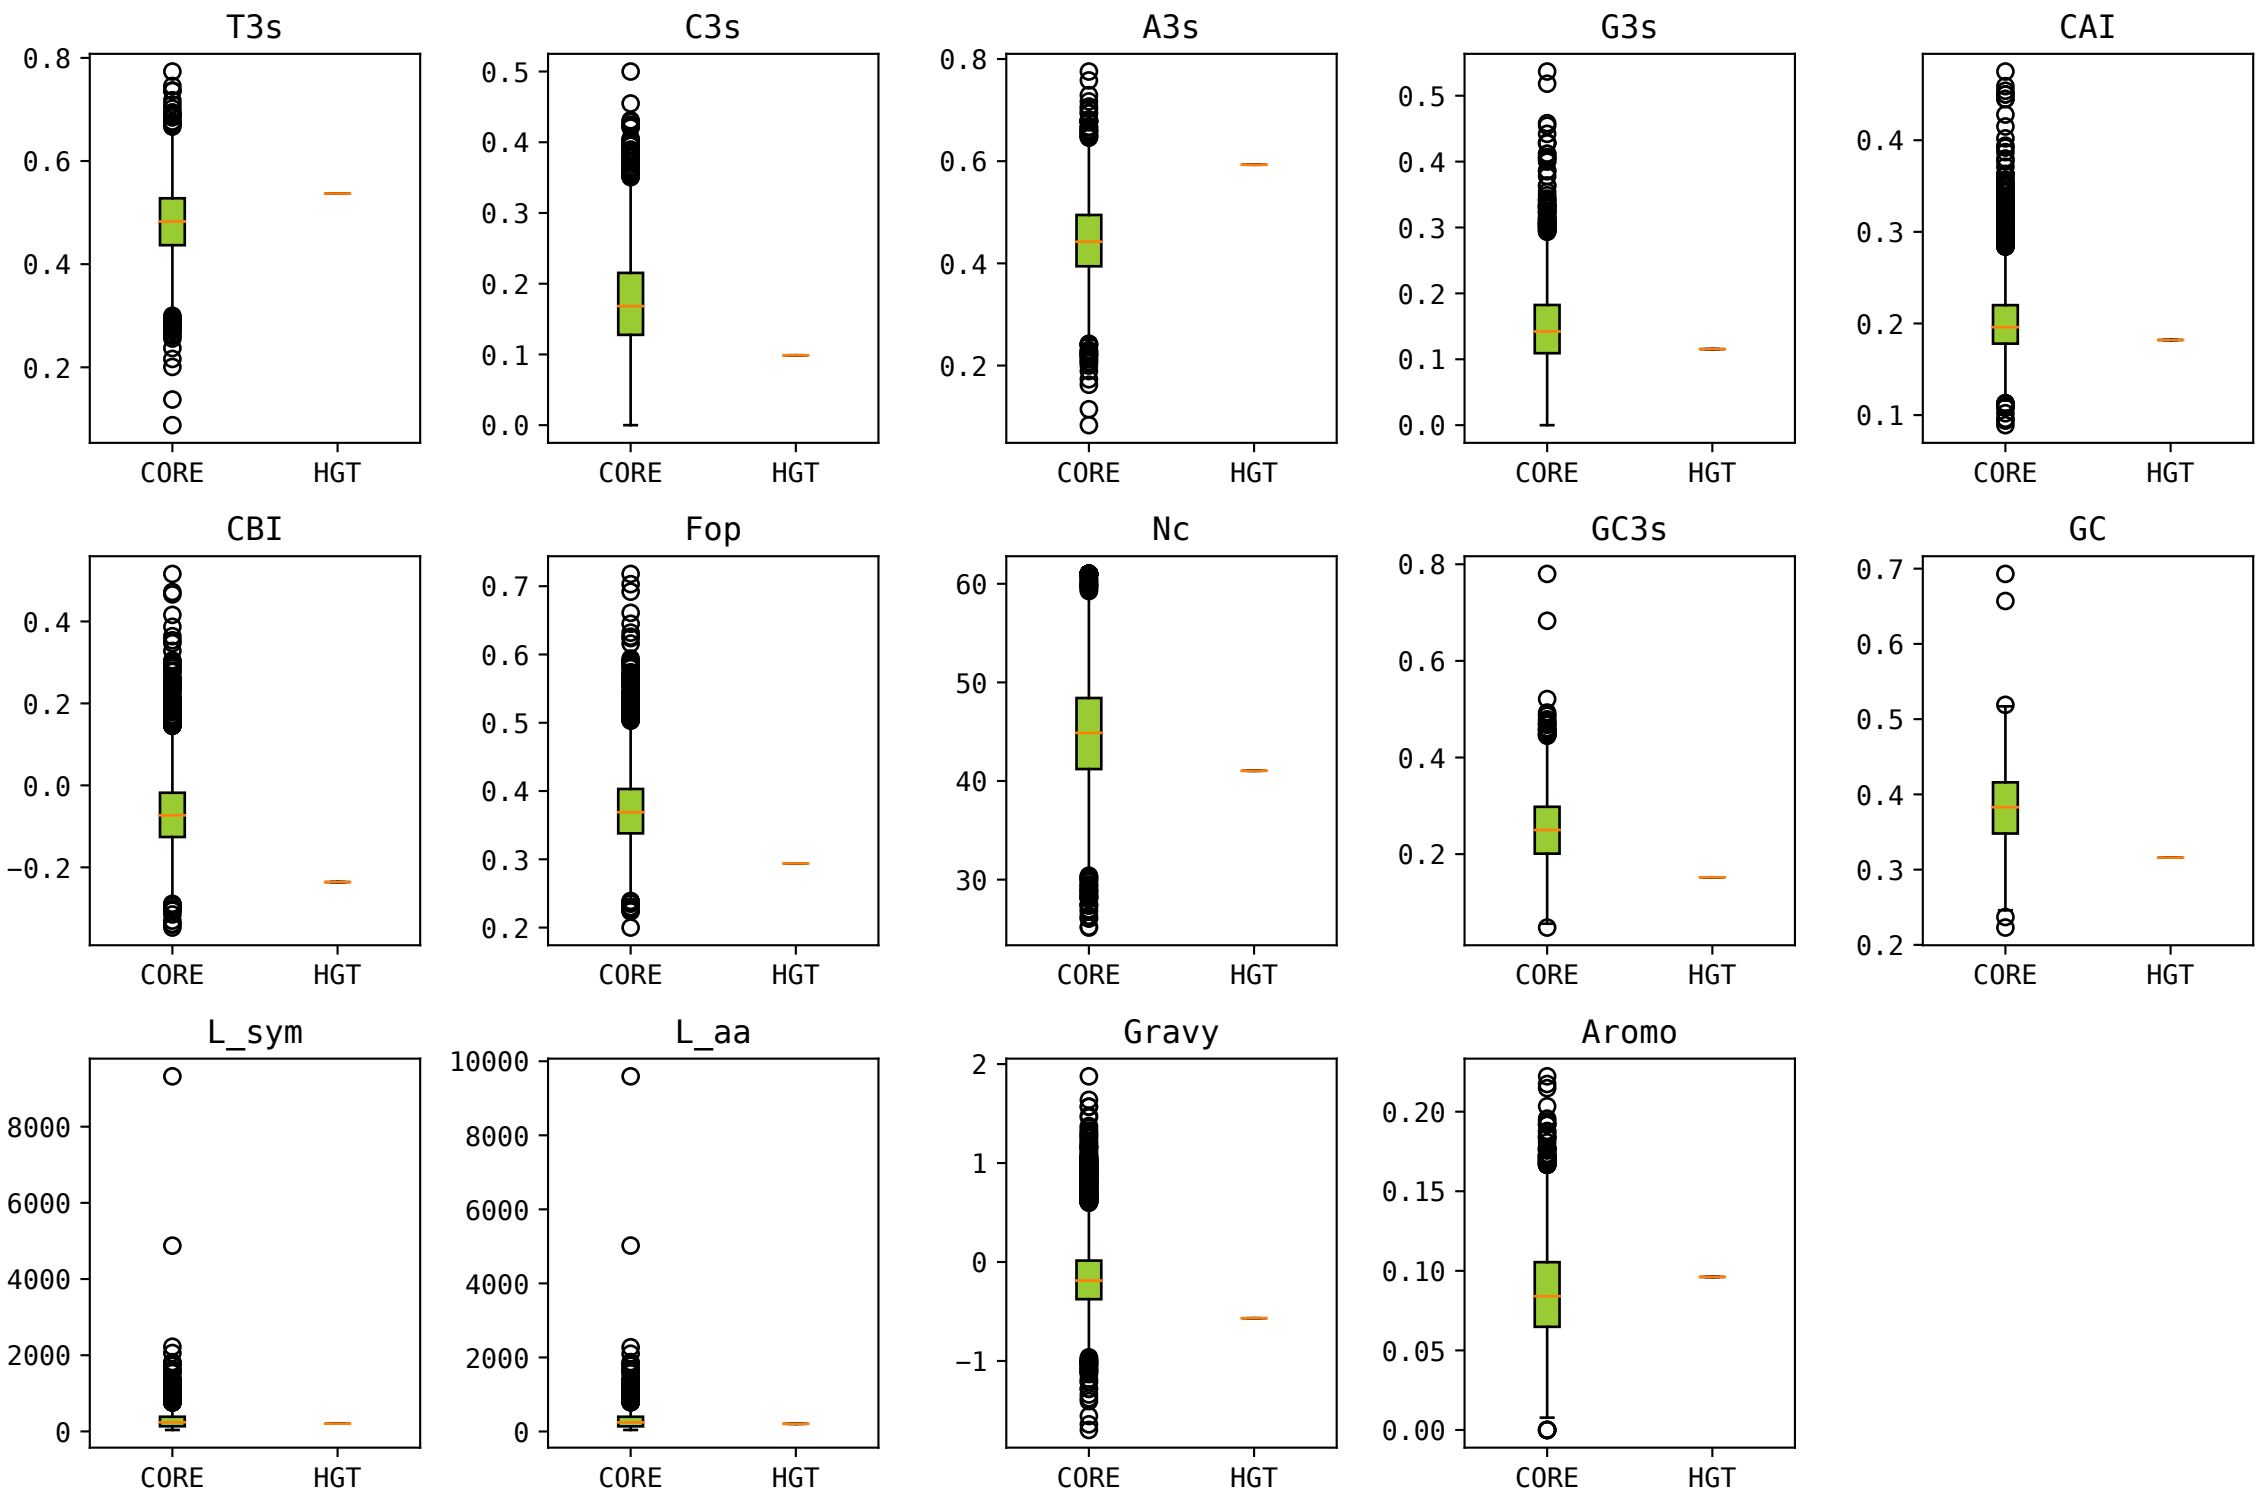 T3s C3s A3s G3s CAI
0.8 0.6 0.4 0.2 CORE HGT
0.5 0.4 0.3 0.2 0.1 0.0 CORE HGT
0.8 0.6 0.4 0.2 CORE HGT
0.5 0.4 0.3 0.2 0.1 0.0 CORE HGT
0.4 0.3 0.2 0.1 CORE HGT
CBI Fop Nc GC3s GC
0.4 0.2 0.0 −0.2 CORE HGT
0.7 0.6 0.5 0.4 0.3 0.2 CORE HGT
60 50 40 30 CORE HGT
0.8 0.6 0.4 0.2 CORE HGT
0.7 0.6 0.5 0.4 0.3 0.2 CORE HGT
L_sym L_aa Gravy Aromo
8000 6000 4000 2000 0 CORE HGT
10000 8000 6000 4000 2000 0 CORE HGT
2 1 0 −1 CORE HGT
0.20 0.15 0.10 0.05 0.00 CORE HGT